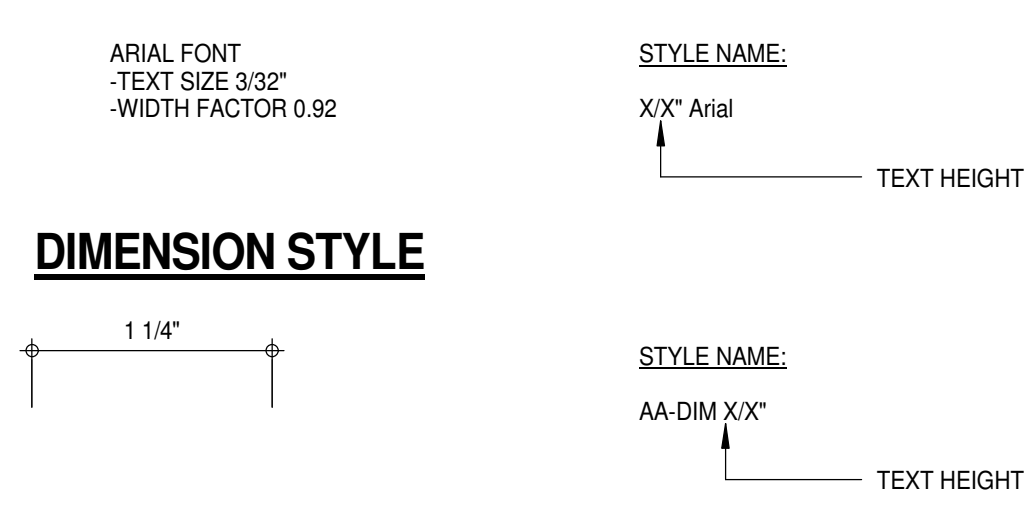 ARIAL FONT
-TEXT SIZE 3/32"
-WIDTH FACTOR 0.92
STYLE NAME:
X/X" Arial
TEXT HEIGHT
DIMENSION STYLE
1 1/4"
STYLE NAME:
AA-DIM X/X"
TEXT HEIGHT